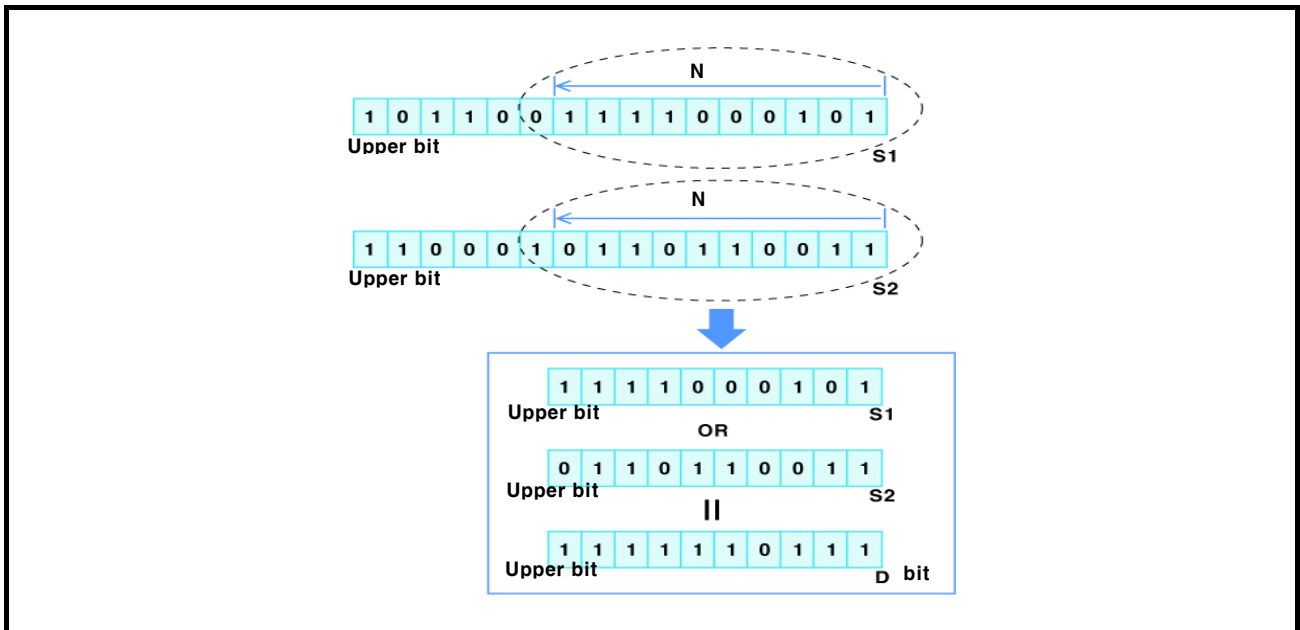 N
1 0 1 1 0 0 1 1 1 1 0 0 0 1 0 1
Upper bit
S1
N
1 1 0 0 0 1 0 1 1 0 1 1 0 0 1 1
Upper bit
S2
1 1 1 1 0 0 0 1 0 1
Upper bit
S1
OR
0 1 1 0 1 1 0 0 1 1
Upper bit
S2
=
1 1 1 1 1 1 0 1 1 1
Upper bit
D bit